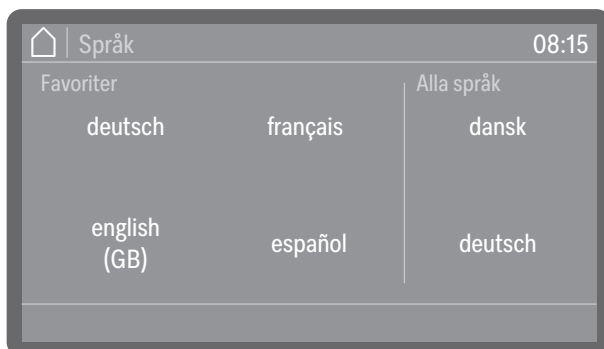 Språk 08:15
Favoriter Alla språk
deutsch français dansk
english
(GB) español deutsch